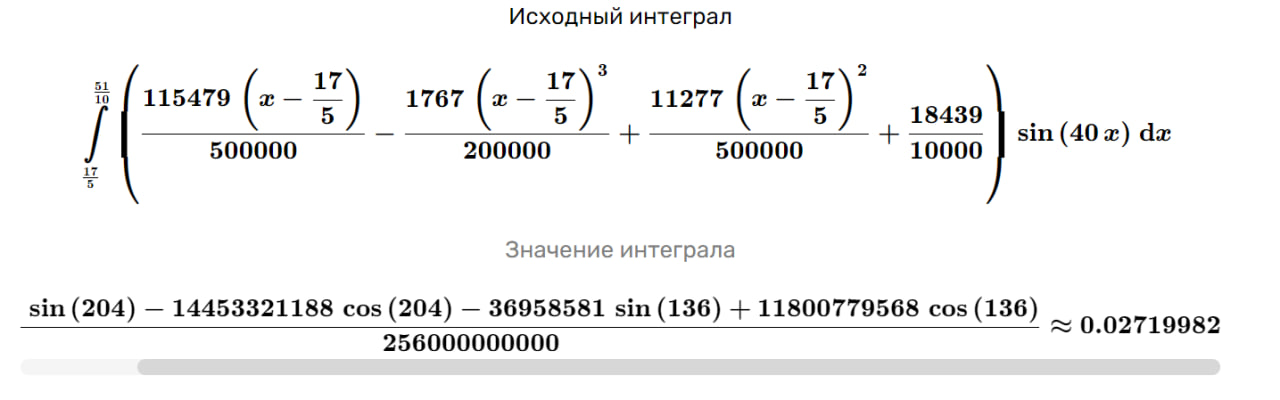 Исходный интеграл
\int_{\frac{17}{5}}^{\frac{51}{10}} \left( \frac{115479 \left( x - \frac{17}{5} \right)}{500000} - \frac{1767 \left( x - \frac{17}{5} \right)^3}{200000} + \frac{11277 \left( x - \frac{17}{5} \right)^2}{500000} + \frac{18439}{10000} \right) \sin (40 x) \, \mathrm{d}x
Значение интеграла
\frac{\sin (204) - 14453321188 \cos (204) - 36958581 \sin (136) + 11800779568 \cos (136)}{256000000000} \approx 0.02719982